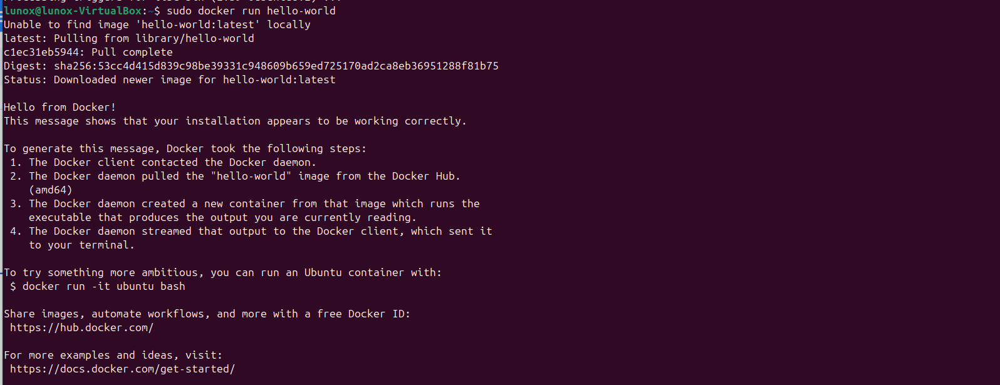 lunox@lunox-VirtualBox:~$ sudo docker run hello-world
Unable to find image 'hello-world:latest' locally
latest: Pulling from library/hello-world
c1ec31eb5944: Pull complete
Digest: sha256:53cc4d415d839c98be39331c948609b659ed725170ad2ca8eb36951288f81b75
Status: Downloaded newer image for hello-world:latest
Hello from Docker!
This message shows that your installation appears to be working correctly.
To generate this message, Docker took the following steps:
1. The Docker client contacted the Docker daemon.
2. The Docker daemon pulled the "hello-world" image from the Docker Hub.
(amd64)
3. The Docker daemon created a new container from that image which runs the
executable that produces the output you are currently reading.
4. The Docker daemon streamed that output to the Docker client, which sent it
to your terminal.
To try something more ambitious, you can run an Ubuntu container with:
$ docker run -it ubuntu bash
Share images, automate workflows, and more with a free Docker ID:
https://hub.docker.com/
For more examples and ideas, visit:
https://docs.docker.com/get-started/